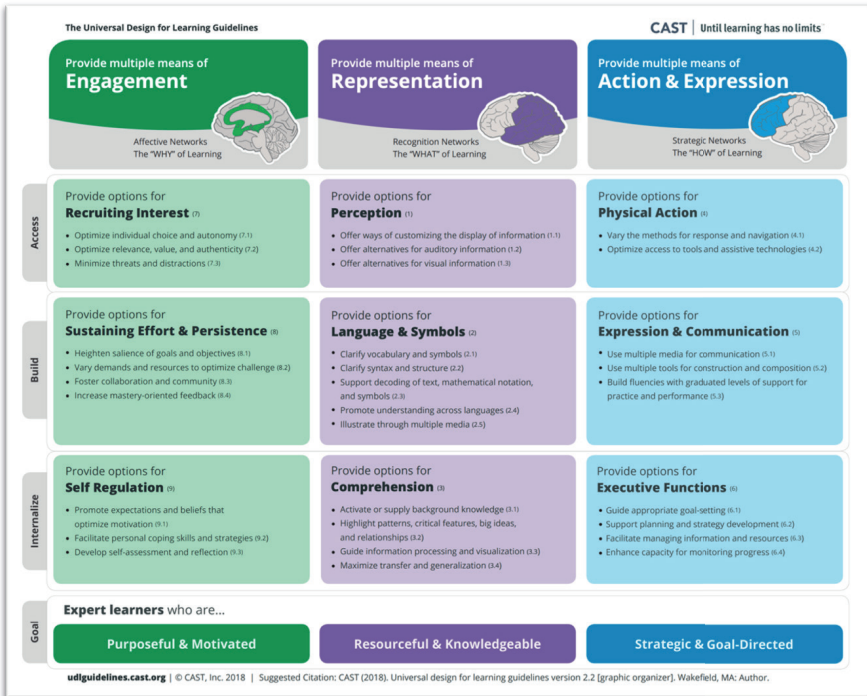 The Universal Design for Learning Guidelines
CAST | Until learning has no limits
Provide multiple means of
Engagement
Affective Networks
The "WHY" of Learning
Provide multiple means of
Representation
Recognition Networks
The "WHAT" of Learning
Provide multiple means of
Action & Expression
Strategic Networks
The "HOW" of Learning
Access
Provide options for
Recruiting Interest (7)
• Optimize individual choice and autonomy (7.1)
• Optimize relevance, value, and authenticity (7.2)
• Minimize threats and distractions (7.3)
Provide options for
Perception (1)
• Offer ways of customizing the display of information (1.1)
• Offer alternatives for auditory information (1.2)
• Offer alternatives for visual information (1.3)
Provide options for
Physical Action (4)
• Vary the methods for response and navigation (4.1)
• Optimize access to tools and assistive technologies (4.2)
Build
Provide options for
Sustaining Effort & Persistence (8)
• Heighten salience of goals and objectives (8.1)
• Vary demands and resources to optimize challenge (8.2)
• Foster collaboration and community (8.3)
• Increase mastery-oriented feedback (8.4)
Provide options for
Language & Symbols (2)
• Clarify vocabulary and symbols (2.1)
• Clarify syntax and structure (2.2)
• Support decoding of text, mathematical notation,
and symbols (2.3)
• Promote understanding across languages (2.4)
• Illustrate through multiple media (2.5)
Provide options for
Expression & Communication (5)
• Use multiple media for communication (5.1)
• Use multiple tools for construction and composition (5.2)
• Build fluencies with graduated levels of support for
practice and performance (5.3)
Internalize
Provide options for
Self Regulation (9)
• Promote expectations and beliefs that
optimize motivation (9.1)
• Facilitate personal coping skills and strategies (9.2)
• Develop self-assessment and reflection (9.3)
Provide options for
Comprehension (3)
• Activate or supply background knowledge (3.1)
• Highlight patterns, critical features, big ideas,
and relationships (3.2)
• Guide information processing and visualization (3.3)
• Maximize transfer and generalization (3.4)
Provide options for
Executive Functions (6)
• Guide appropriate goal-setting (6.1)
• Support planning and strategy development (6.2)
• Facilitate managing information and resources (6.3)
• Enhance capacity for monitoring progress (6.4)
Goal
Expert learners who are...
Purposeful & Motivated
Resourceful & Knowledgeable
Strategic & Goal-Directed
udlguidelines.cast.org | © CAST, Inc. 2018 | Suggested Citation: CAST (2018). Universal design for learning guidelines version 2.2 [graphic organizer]. Wakefield, MA: Author.